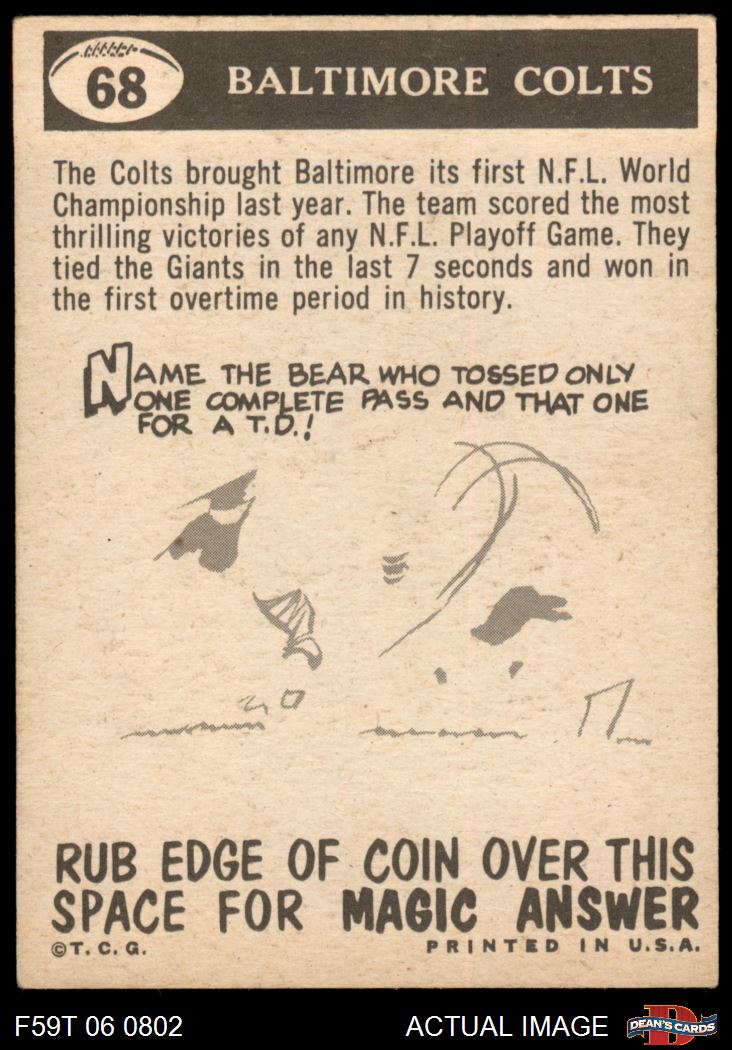 68 BALTIMORE COLTS
The Colts brought Baltimore its first N.F.L. World
Championship last year. The team scored the most
thrilling victories of any N.F.L. Playoff Game. They
tied the Giants in the last 7 seconds and won in
the first overtime period in history.
NAME THE BEAR WHO TOSSED ONLY
ONE COMPLETE PASS AND THAT ONE
FOR A T.D.!
RUB EDGE OF COIN OVER THIS
SPACE FOR MAGIC ANSWER
©T. C. G. PRINTED IN U.S.A.
F59T 06 0802 ACTUAL IMAGE DEAN'S CARDS